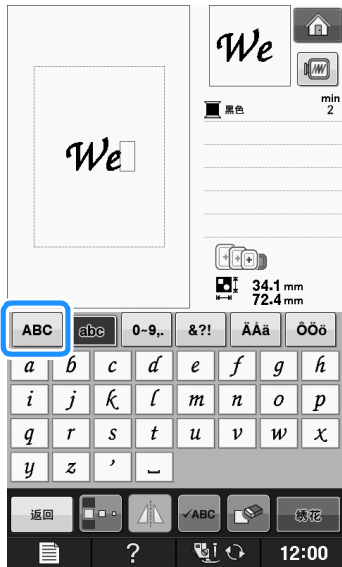 We
We
min
黑色 2
34.1 mm
72.4 mm
ABC abc 0~9,. &?! ÄÀä ÔÖö
a b c d e f g h
i j k l m n o p
q r s t u v w x
y z ’ ⌴
返回 ✓ABC 绣花
? 12:00